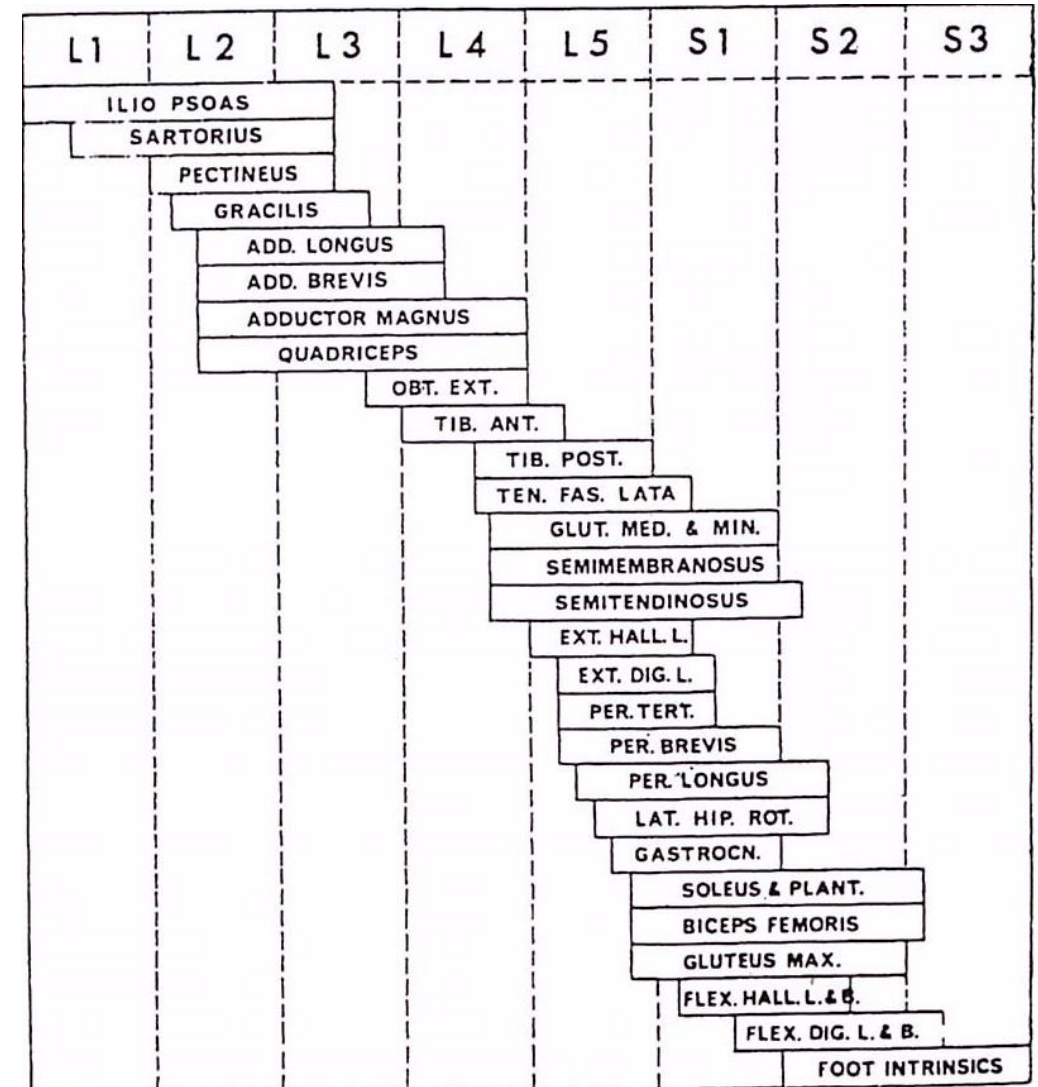 L1 L2 L3 L4 L5 S1 S2 S3
ILIO PSOAS
SARTORIUS
PECTINEUS
GRACILIS
ADD. LONGUS
ADD. BREVIS
ADDUCTOR MAGNUS
QUADRICEPS
OBT. EXT.
TIB. ANT.
TIB. POST.
TEN. FAS. LATA
GLUT. MED. & MIN.
SEMIMEMBRANOSUS
SEMITENDINOSUS
EXT. HALL. L.
EXT. DIG. L.
PER. TERT.
PER. BREVIS
PER. LONGUS
LAT. HIP. ROT.
GASTROCN.
SOLEUS & PLANT.
BICEPS FEMORIS
GLUTEUS MAX.
FLEX. HALL. L. & B.
FLEX. DIG. L. & B.
FOOT INTRINSICS